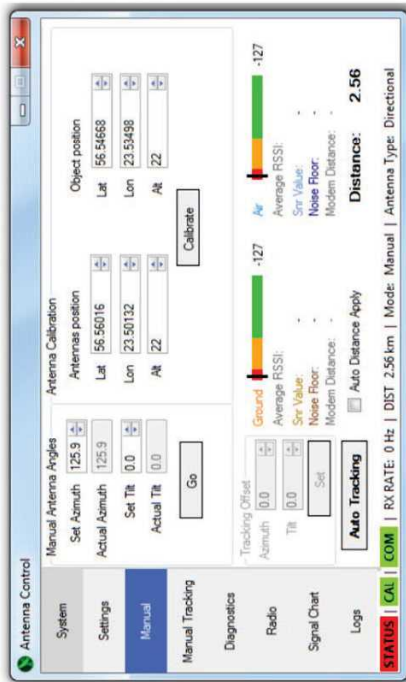 Antenna Control
System
Settings
Manual
Manual Tracking
Diagnostics
Radio
Signal Chart
Logs
Manual Antenna Angles
Set Azimuth 125.9
Actual Azimuth 125.9
Set Tilt 0.0
Actual Tilt 0.0
Go
Antenna Calibration
Antennas position
Lat 56.56016
Lon 23.50132
Alt 22
Object position
Lat 56.54668
Lon 23.53498
Alt 22
Calibrate
Tracking Offset
Azimuth 0.0
Tilt 0.0
Set
Auto Tracking
Ground -127
Average RSSI:
Snr Value: -
Noise Floor: -
Modem Distance: -
Auto Distance Apply
Air -127
Average RSSI:
Snr Value: -
Noise Floor: -
Modem Distance: -
Distance: 2.56
STATUS | CAL | COM | RX RATE: 0 Hz | DIST 2.56 km | Mode: Manual | Antenna Type: Directional